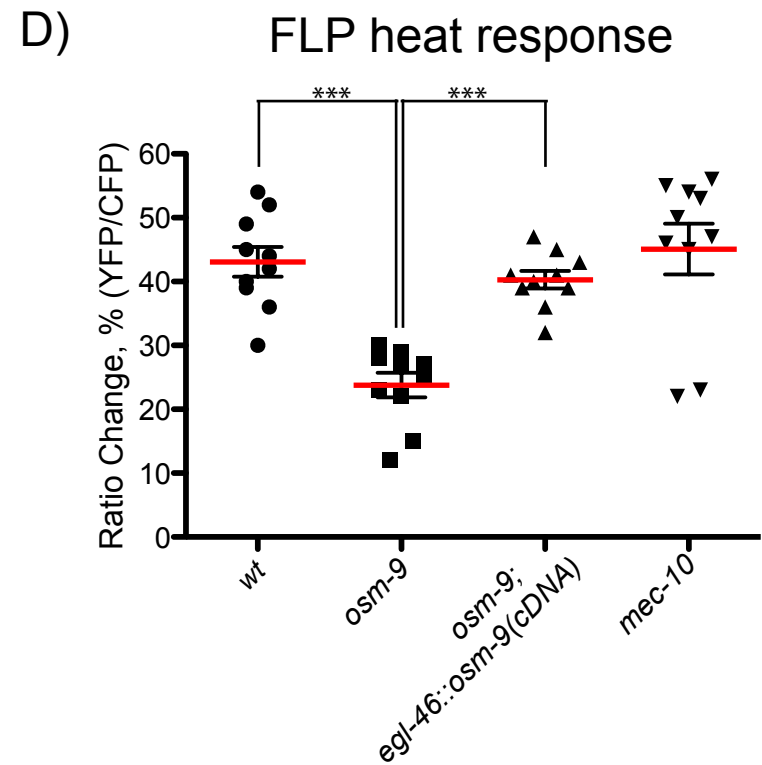 D)
FLP heat response
***
***
Ratio Change, % (YFP/CFP)
60
50
40
30
20
10
0
wt
osm-9
osm-9;
egl-46::osm-9(cDNA)
mec-10